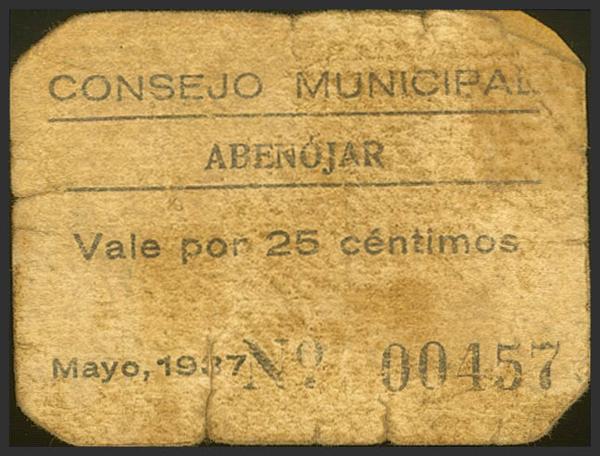 CONSEJO MUNICIPAL
ABENÓJAR
Vale por 25 céntimos
Mayo, 1937 Nº 00457